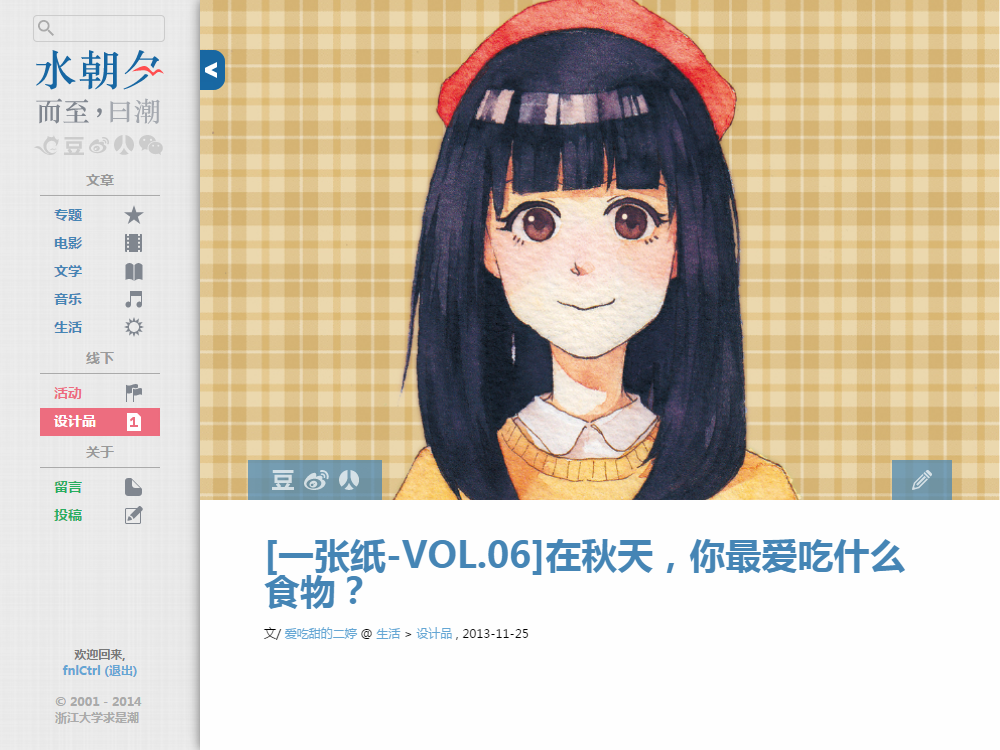 水朝夕
而至，曰潮
豆
文章
专题
电影
文学
音乐
生活
线下
活动
设计品 1
关于
留言
投稿
欢迎回来,
fnlCtrl (退出)
© 2001 - 2014
浙江大学求是潮
<
豆
[一张纸-VOL.06]在秋天，你最爱吃什么
食物？
文/ 爱吃甜的二婷 @ 生活 > 设计品 , 2013-11-25